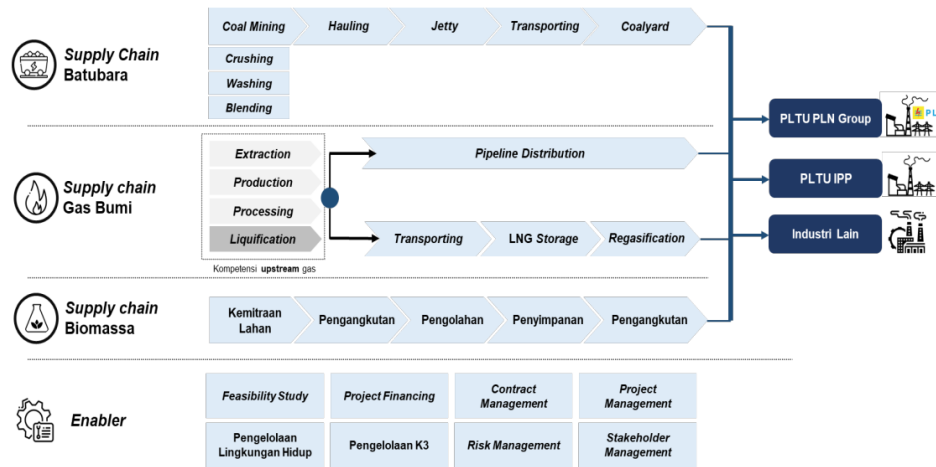 Supply Chain
Batubara
Coal Mining
Hauling
Jetty
Transporting
Coalyard
Crushing
Washing
Blending
Supply chain
Gas Bumi
Extraction
Production
Processing
Liquification
Kompetensi upstream gas
Pipeline Distribution
Transporting
LNG Storage
Regasification
Supply chain
Biomassa
Kemitraan
Lahan
Pengangkutan
Pengolahan
Penyimpanan
Pengangkutan
PLTU PLN Group
PLTU IPP
Industri Lain
Enabler
Feasibility Study
Project Financing
Contract
Management
Project
Management
Pengelolaan
Lingkungan Hidup
Pengelolaan K3
Risk Management
Stakeholder
Management